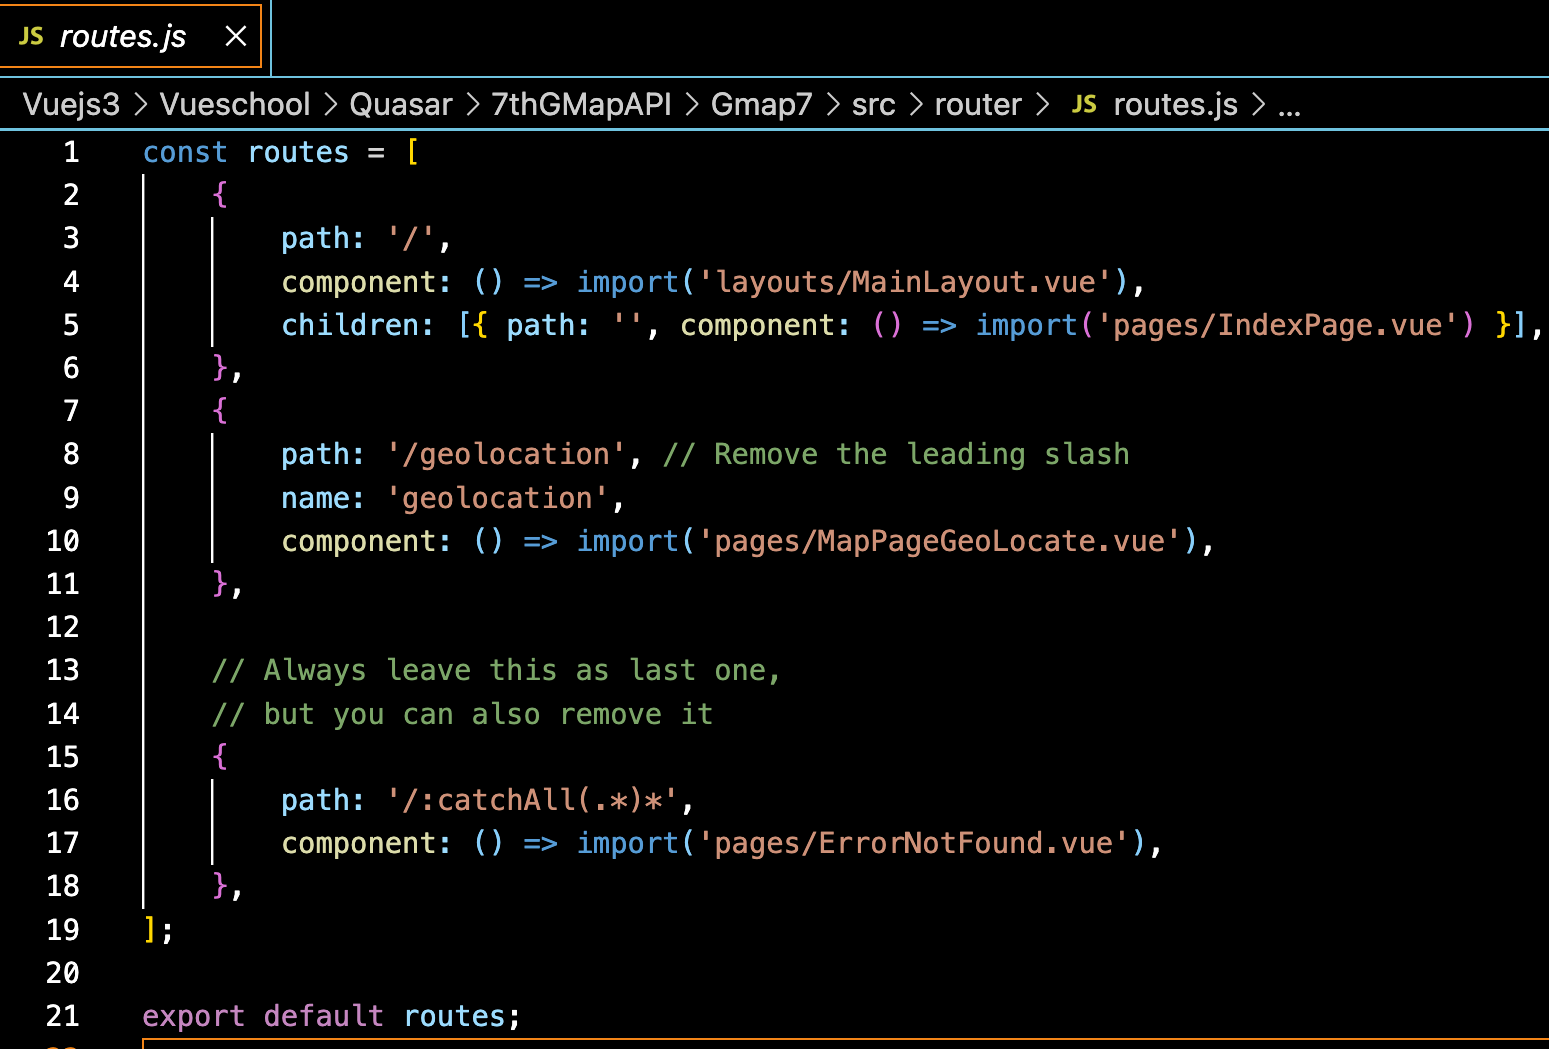 JS routes.js ×
Vuejs3 > Vueschool > Quasar > 7thGMapAPI > Gmap7 > src > router > JS routes.js > ...
1 const routes = [
2 {
3 path: '/',
4 component: () => import('layouts/MainLayout.vue'),
5 children: [{ path: '', component: () => import('pages/IndexPage.vue') }],
6 },
7 {
8 path: '/geolocation', // Remove the leading slash
9 name: 'geolocation',
10 component: () => import('pages/MapPageGeoLocate.vue'),
11 },
12
13 // Always leave this as last one,
14 // but you can also remove it
15 {
16 path: '/:catchAll(.*)*',
17 component: () => import('pages/ErrorNotFound.vue'),
18 },
19 ];
20
21 export default routes;